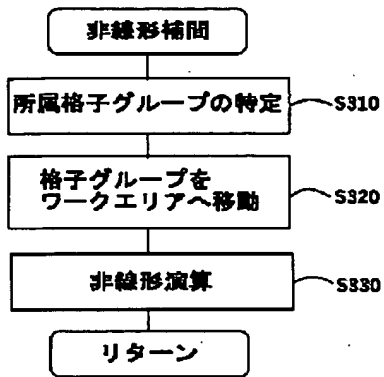 非線形補間
所属格子グループの特定
S310
格子グループを
ワークエリアへ移動
S320
非線形演算
S330
リターン